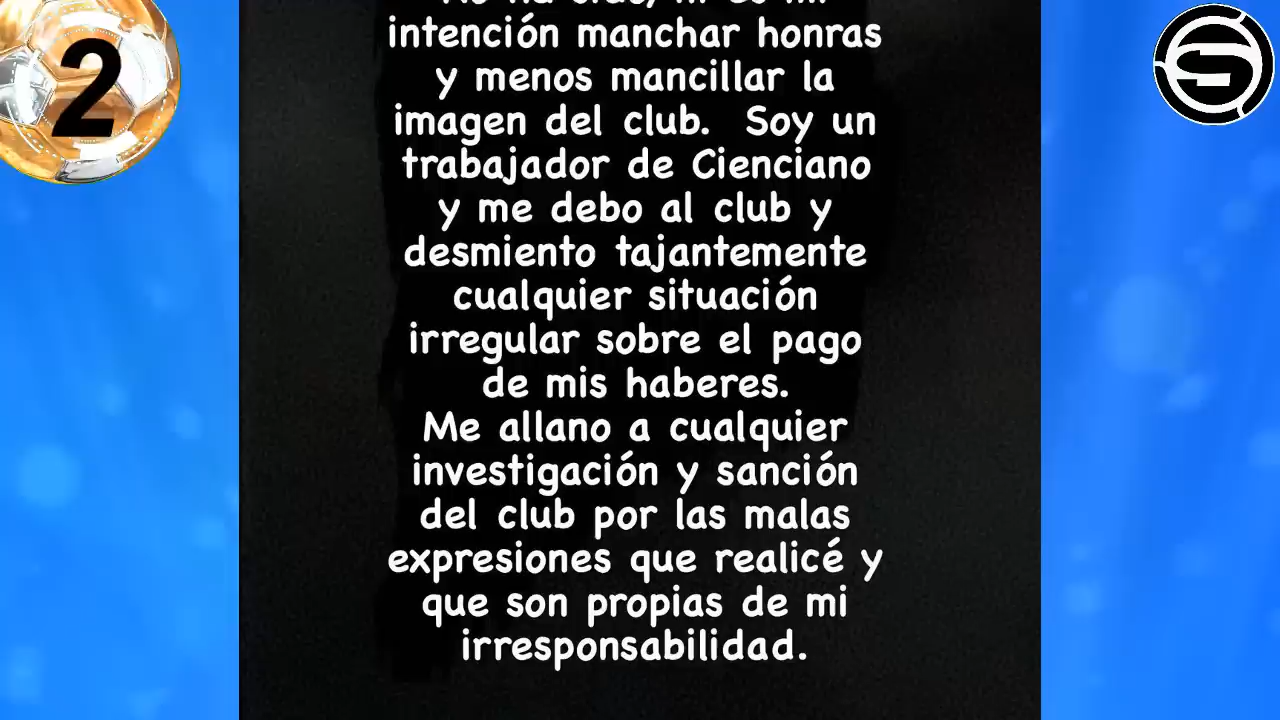 2
intención manchar honras
y menos mancillar la
imagen del club. Soy un
trabajador de Cienciano
y me debo al club y
desmiento tajantemente
cualquier situación
irregular sobre el pago
de mis haberes.
Me allano a cualquier
investigación y sanción
del club por las malas
expresiones que realicé y
que son propias de mi
irresponsabilidad.